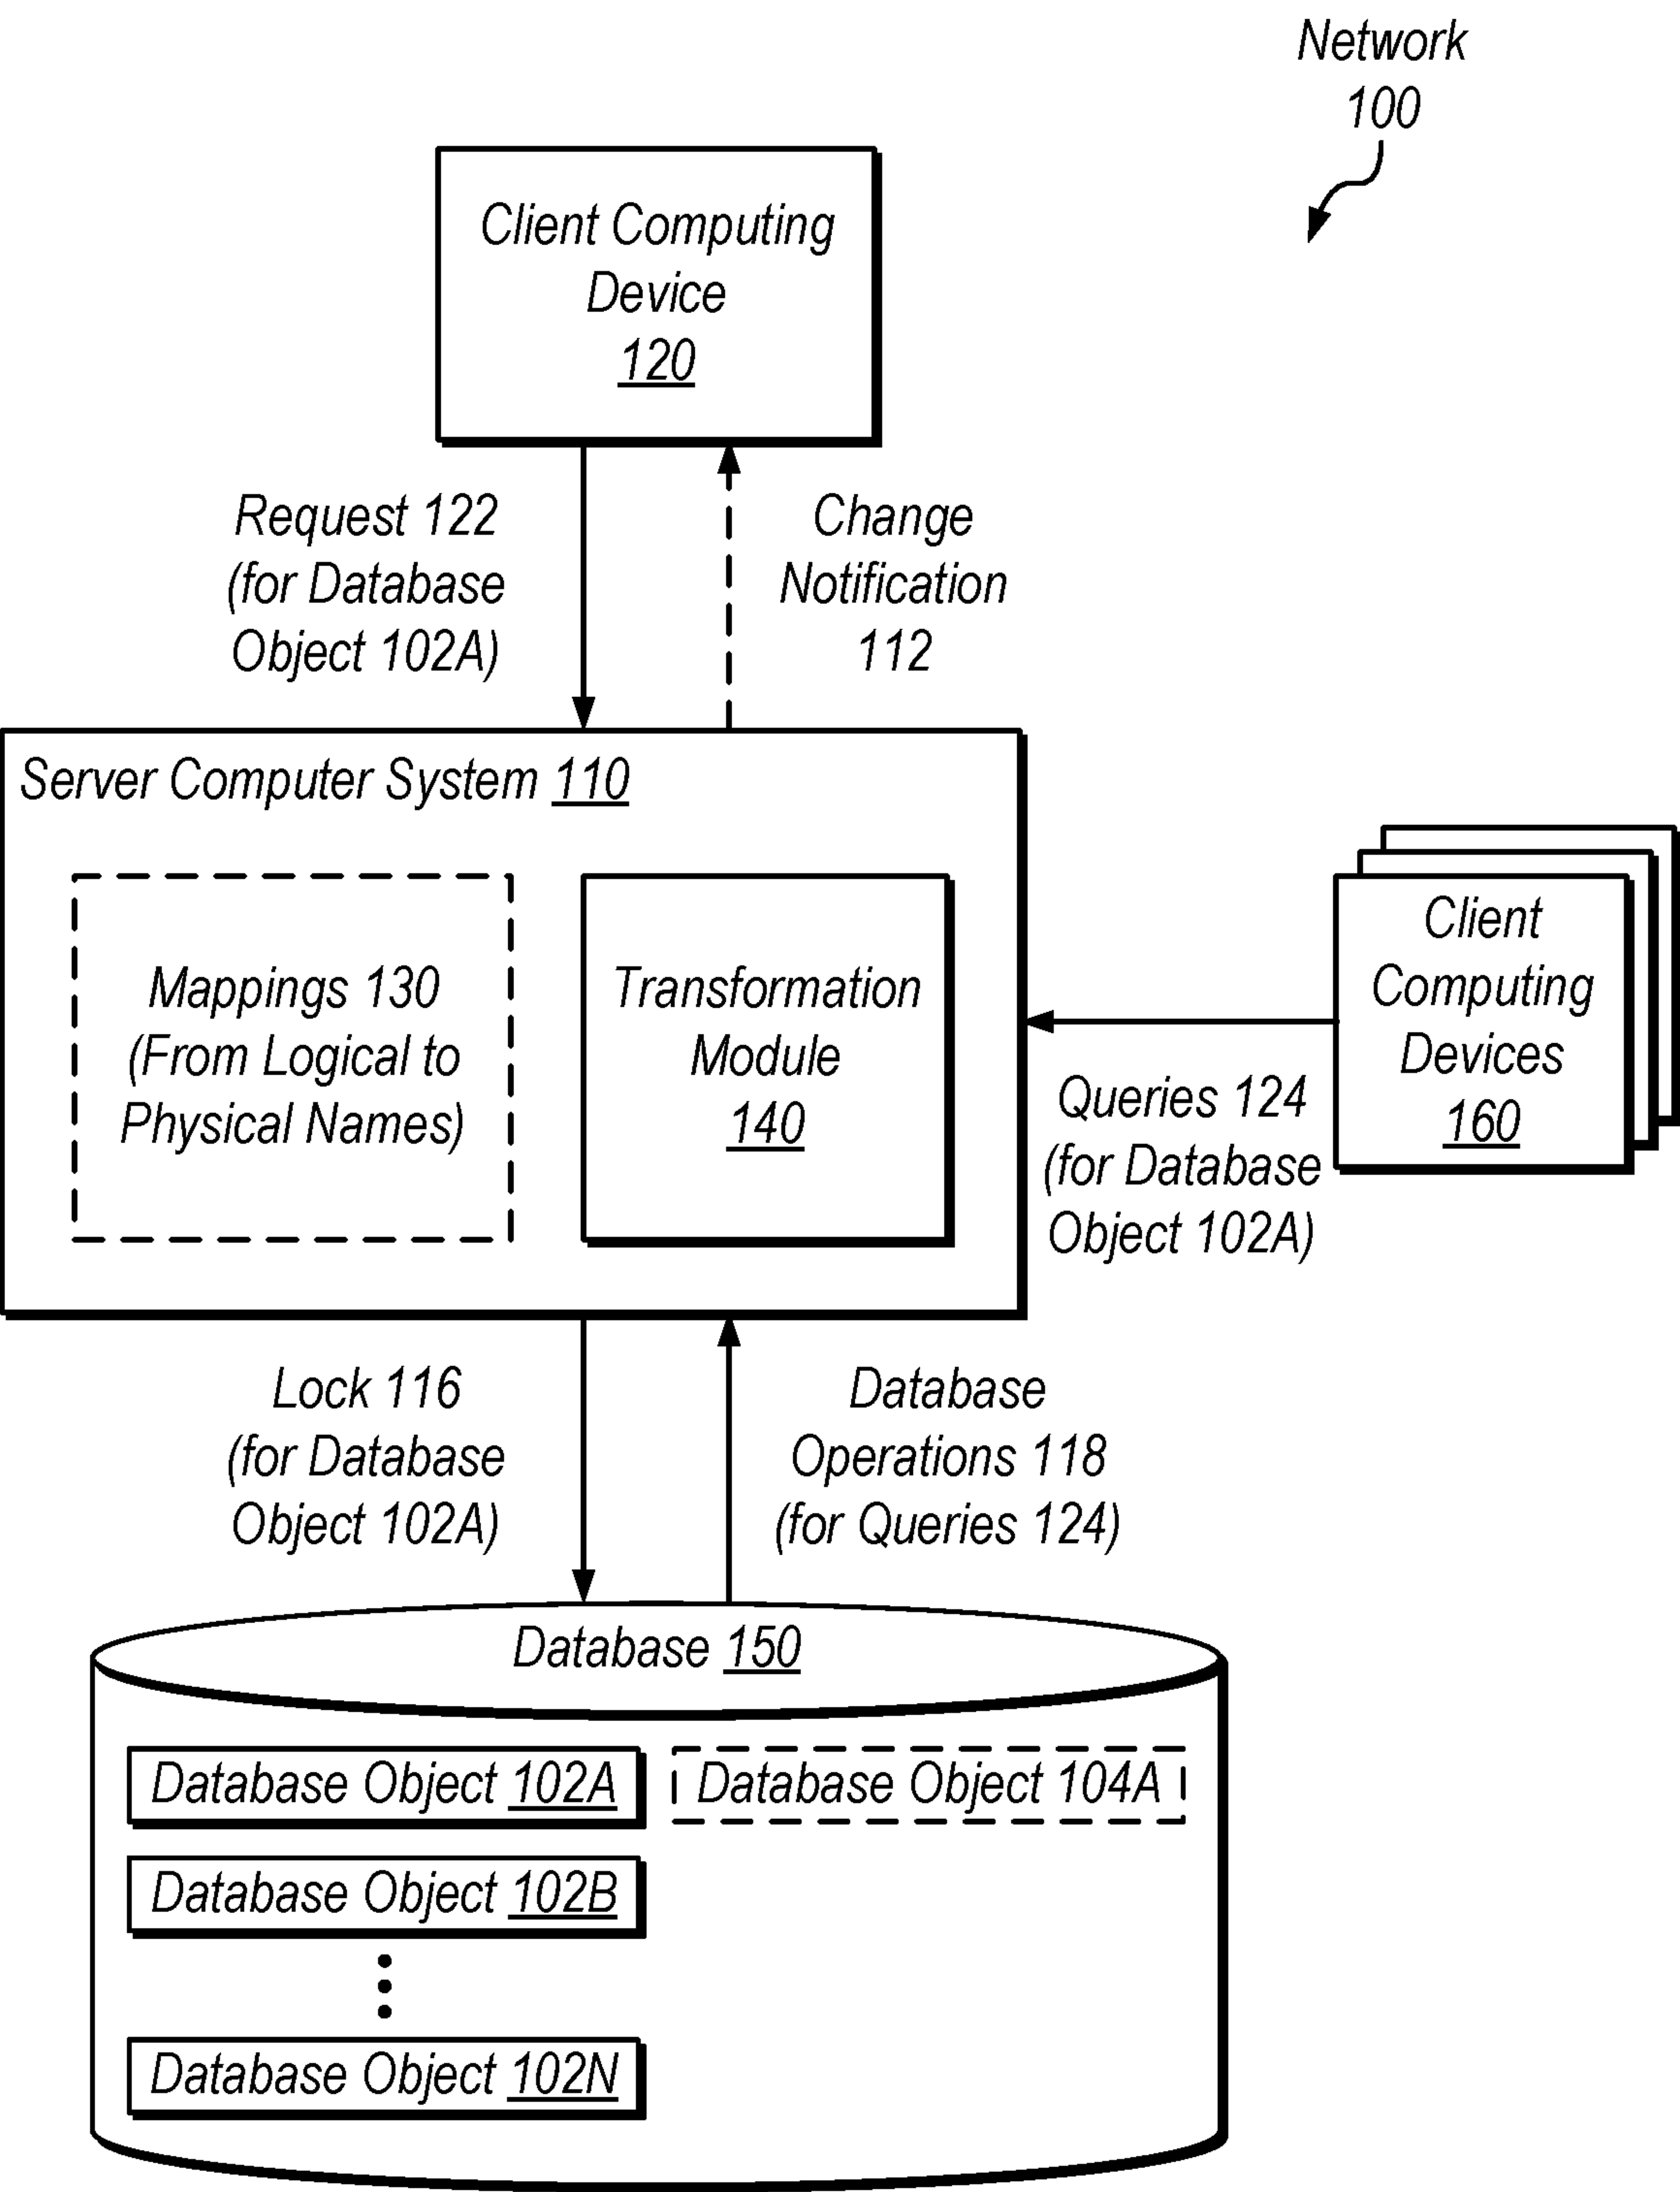 Network
100
Client Computing
Device
120
Request 122
(for Database
Object 102A)
Change
Notification
112
Server Computer System 110
Mappings 130
(From Logical to
Physical Names)
Transformation
Module
140
Client
Computing
Devices
160
Queries 124
(for Database
Object 102A)
Lock 116
(for Database
Object 102A)
Database
Operations 118
(for Queries 124)
Database 150
Database Object 102A
Database Object 104A
Database Object 102B
Database Object 102N